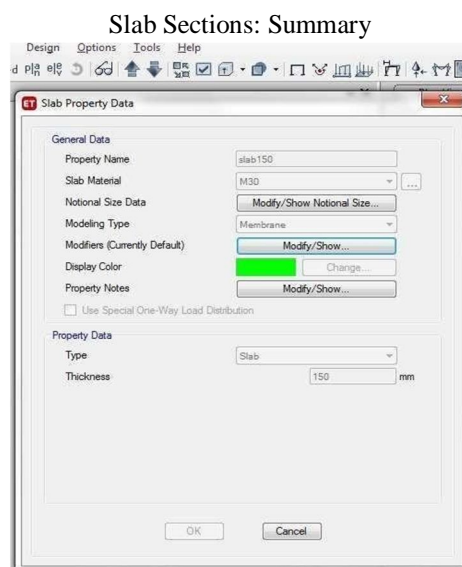 Slab Sections: Summary
Design Options Tools Help
ET Slab Property Data
General Data
Property Name slab150
Slab Material M30 ...
Notional Size Data Modify/Show Notional Size...
Modeling Type Membrane
Modifiers (Currently Default) Modify/Show...
Display Color Change...
Property Notes Modify/Show...
Use Special One-Way Load Distribution
Property Data
Type Slab
Thickness 150 mm
OK Cancel